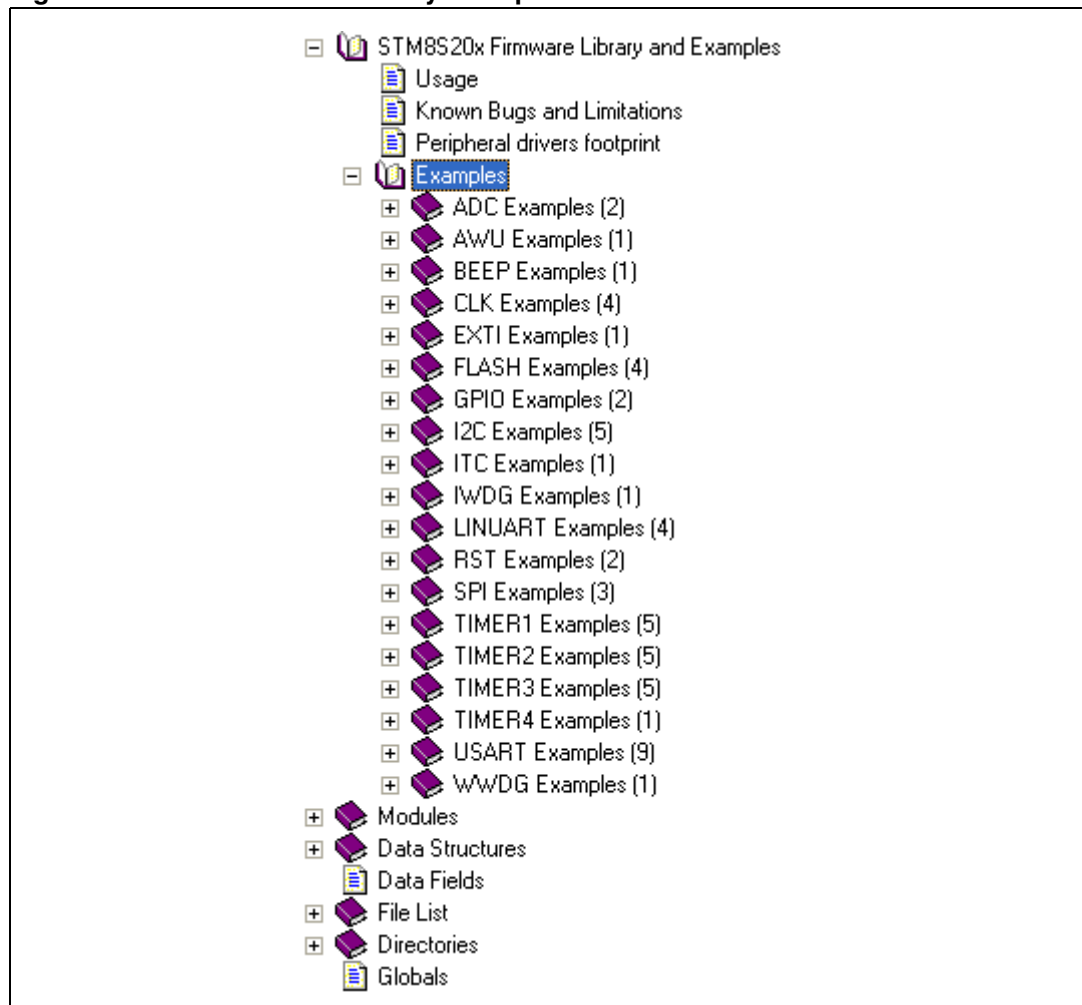 STM8S20x Firmware Library and Examples
Usage
Known Bugs and Limitations
Peripheral drivers footprint
Examples
ADC Examples (2)
AWU Examples (1)
BEEP Examples (1)
CLK Examples (4)
EXTI Examples (1)
FLASH Examples (4)
GPIO Examples (2)
I2C Examples (5)
ITC Examples (1)
IWDG Examples (1)
LINUART Examples (4)
RST Examples (2)
SPI Examples (3)
TIMER1 Examples (5)
TIMER2 Examples (5)
TIMER3 Examples (5)
TIMER4 Examples (1)
USART Examples (9)
WWDG Examples (1)
Modules
Data Structures
Data Fields
File List
Directories
Globals